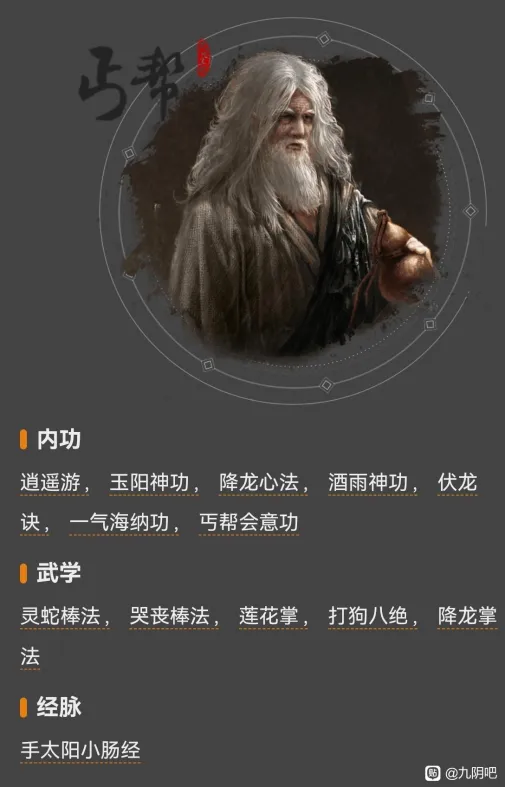 丐帮
内功
逍遥游， 玉阳神功， 降龙心法， 酒雨神功， 伏龙
诀， 一气海纳功， 丐帮会意功
武学
灵蛇棒法， 哭丧棒法， 莲花掌， 打狗八绝， 降龙掌
法
经脉
手太阳小肠经
贴 @九阴吧